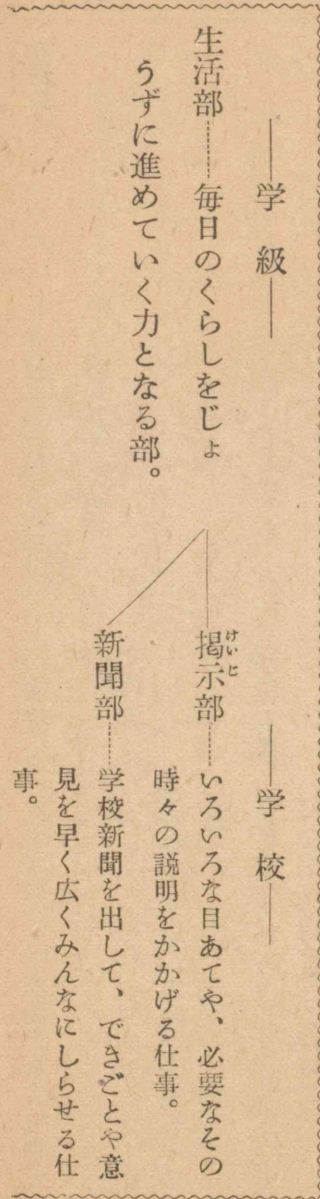 ―学級―
生活部……毎日のくらしをじょ
うずに進めていく力となる部。
―学校―
掲示部……いろいろな目あてや、必要なその
けいじ
時々の説明をかかげる仕事。
新聞部……学校新聞を出して、できごとや意
見を早く広くみんなにしらせる仕
事。